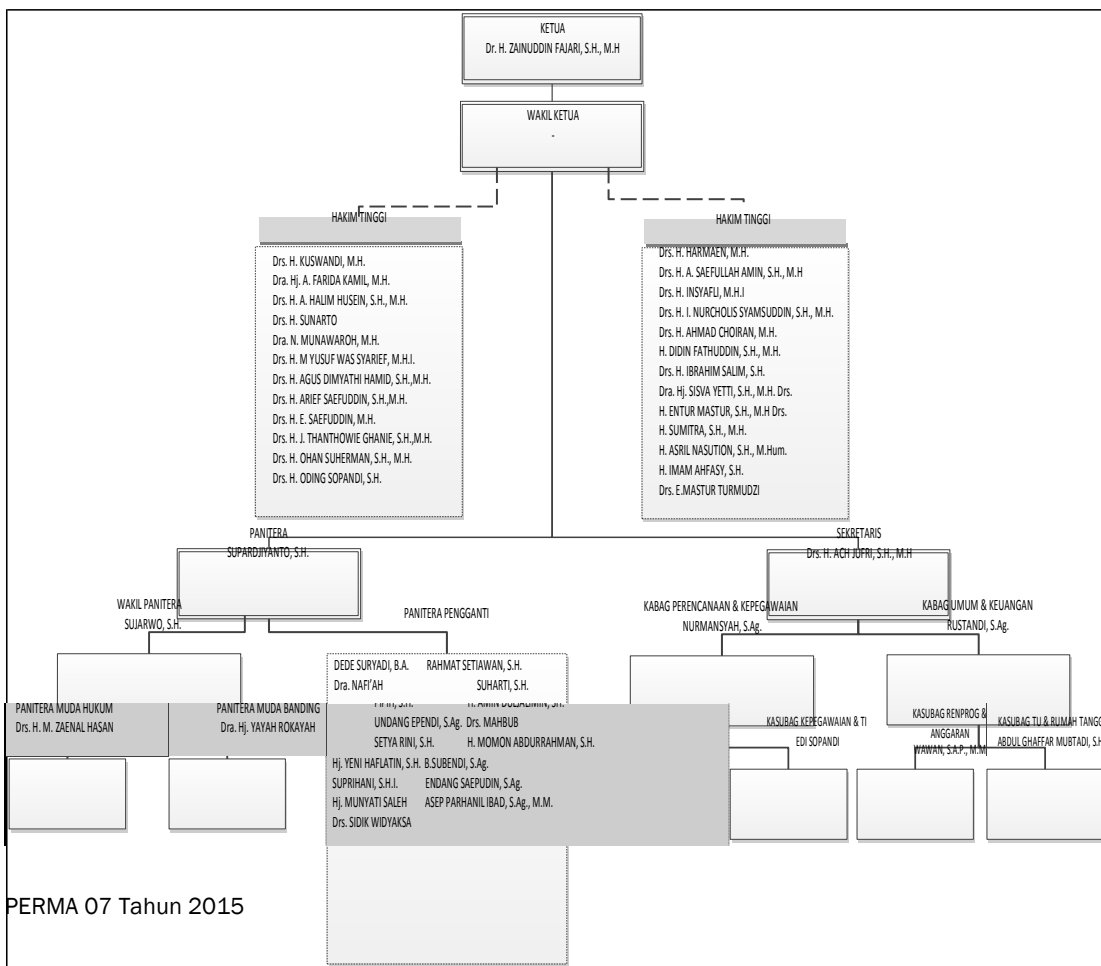 KETUA
Dr. H. ZAINUDDIN FAJARI, S.H., M.H
WAKIL KETUA
-
HAKIM TINGGI
Drs. H. KUSWANDI, M.H.
Dra. Hj. A. FARIDA KAMIL, M.H.
Drs. H. A. HALIM HUSEIN, S.H., M.H.
Drs. H. SUNARTO
Dra. N. MUNAWAROH, M.H.
Drs. H. M YUSUF WAS SYARIEF, M.H.I.
Drs. H. AGUS DIMYATHI HAMID, S.H.,M.H.
Drs. H. ARIEF SAEFUDDIN, S.H.,M.H.
Drs. H. E. SAEFUDDIN, M.H.
Drs. H. J. THANTHOWIE GHANIE, S.H.,M.H.
Drs. H. OHAN SUHERMAN, S.H., M.H.
Drs. H. ODING SOPANDI, S.H.
HAKIM TINGGI
Drs. H. HARMAEN, M.H.
Drs. H. A. SAEFULLAH AMIN, S.H., M.H
Drs. H. INSYAFLI, M.H.I
Drs. H. I. NURCHOLIS SYAMSUDDIN, S.H., M.H.
Drs. H. AHMAD CHOIRAN, M.H.
H. DIDIN FATHUDDIN, S.H., M.H.
Drs. H. IBRAHIM SALIM, S.H.
Dra. Hj. SISVA YETTI, S.H., M.H. Drs.
H. ENTUR MASTUR, S.H., M.H Drs.
H. SUMITRA, S.H., M.H.
H. ASRIL NASUTION, S.H., M.Hum.
H. IMAM AHFASY, S.H.
Drs. E.MASTUR TURMUDZI
PANITERA
SUPARDJIYANTO, S.H.
SEKRETARIS
Drs. H. ACH JUFRI, S.H., M.H
WAKIL PANITERA
SUJARWO, S.H.
PANITERA PENGGANTI
KABAG PERENCANAAN & KEPEGAWAIAN
NURMANSYAH, S.Ag.
KABAG UMUM & KEUANGAN
RUSTANDI, S.Ag.
DEDE SURYADI, B.A. RAHMAT SETIAWAN, S.H.
Dra. NAFI'AH SUHARTI, S.H.
UNDANG EPENDI, S.Ag. Drs. MAHBUB
SETYA RINI, S.H. H. MOMON ABDURRAHMAN, S.H.
Hj. YENI HAFLATIN, S.H. B.SUBENDI, S.Ag.
SUPRIHANI, S.H.I. ENDANG SAEPUDIN, S.Ag.
Hj. MUNYATI SALEH ASEP PARHANIL IBAD, S.Ag., M.M.
Drs. SIDIK WIDYAKSA
PANITERA MUDA HUKUM
Drs. H. M. ZAENAL HASAN
PANITERA MUDA BANDING
Dra. Hj. YAYAH ROKAYAH
KASUBAG KEPEGAWAIAN & TI
EDI SOPANDI
KASUBAG RENPROG &
ANGGARAN
WAWAN, S.A.P., M.M
KASUBAG TU & RUMAH TANGG
ABDUL GHAFFAR MUBTADI, S.H
PERMA 07 Tahun 2015